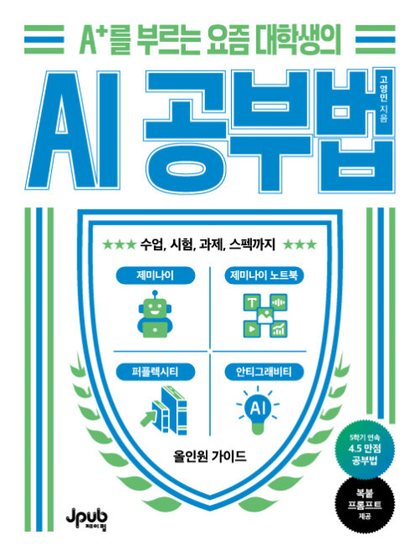 A+를 부르는 요즘 대학생의
AI 공부법
고영민 지음
★★★ 수업, 시험, 과제, 스펙까지 ★★★
제미나이
제미나이 노트북
T
퍼플렉시티
안티그래비티
AI
올인원 가이드
5학기 연속
4.5 만점
공부법
복붙
프롬프트
제공
Jpub
제이펍